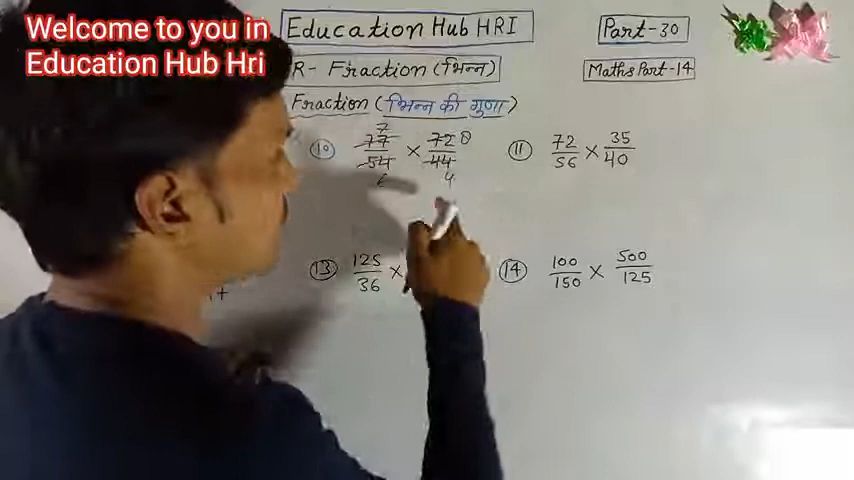 Welcome to you in
Education Hub Hri
Education Hub HRI
Part-30
R- Fraction (भिन्न)
Maths Part-14
Fraction (भिन्न की गुणा)
⑩ 77/54 × 72/44
7 8
6 4
⑪ 72/56 × 35/40
⑬ 125/36 ×
⑭ 100/150 × 500/125